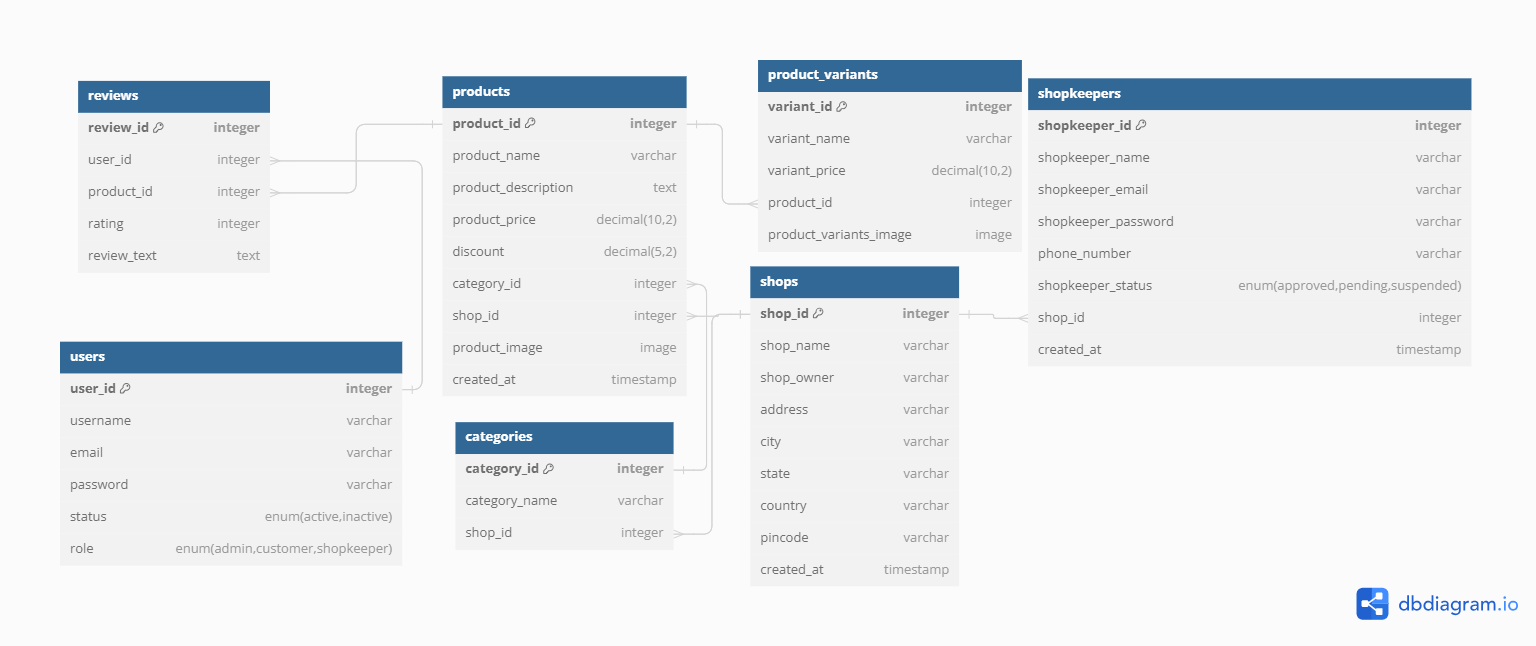 reviews
review_id integer
user_id integer
product_id integer
rating integer
review_text text
users
user_id integer
username varchar
email varchar
password varchar
status enum(active,inactive)
role enum(admin,customer,shopkeeper)
products
product_id integer
product_name varchar
product_description text
product_price decimal(10,2)
discount decimal(5,2)
category_id integer
shop_id integer
product_image image
created_at timestamp
categories
category_id integer
category_name varchar
shop_id integer
product_variants
variant_id integer
variant_name varchar
variant_price decimal(10,2)
product_id integer
product_variants_image image
shops
shop_id integer
shop_name varchar
shop_owner varchar
address varchar
city varchar
state varchar
country varchar
pincode varchar
created_at timestamp
shopkeepers
shopkeeper_id integer
shopkeeper_name varchar
shopkeeper_email varchar
shopkeeper_password varchar
phone_number varchar
shopkeeper_status enum(approved,pending,suspended)
shop_id integer
created_at timestamp
dbdiagram.io